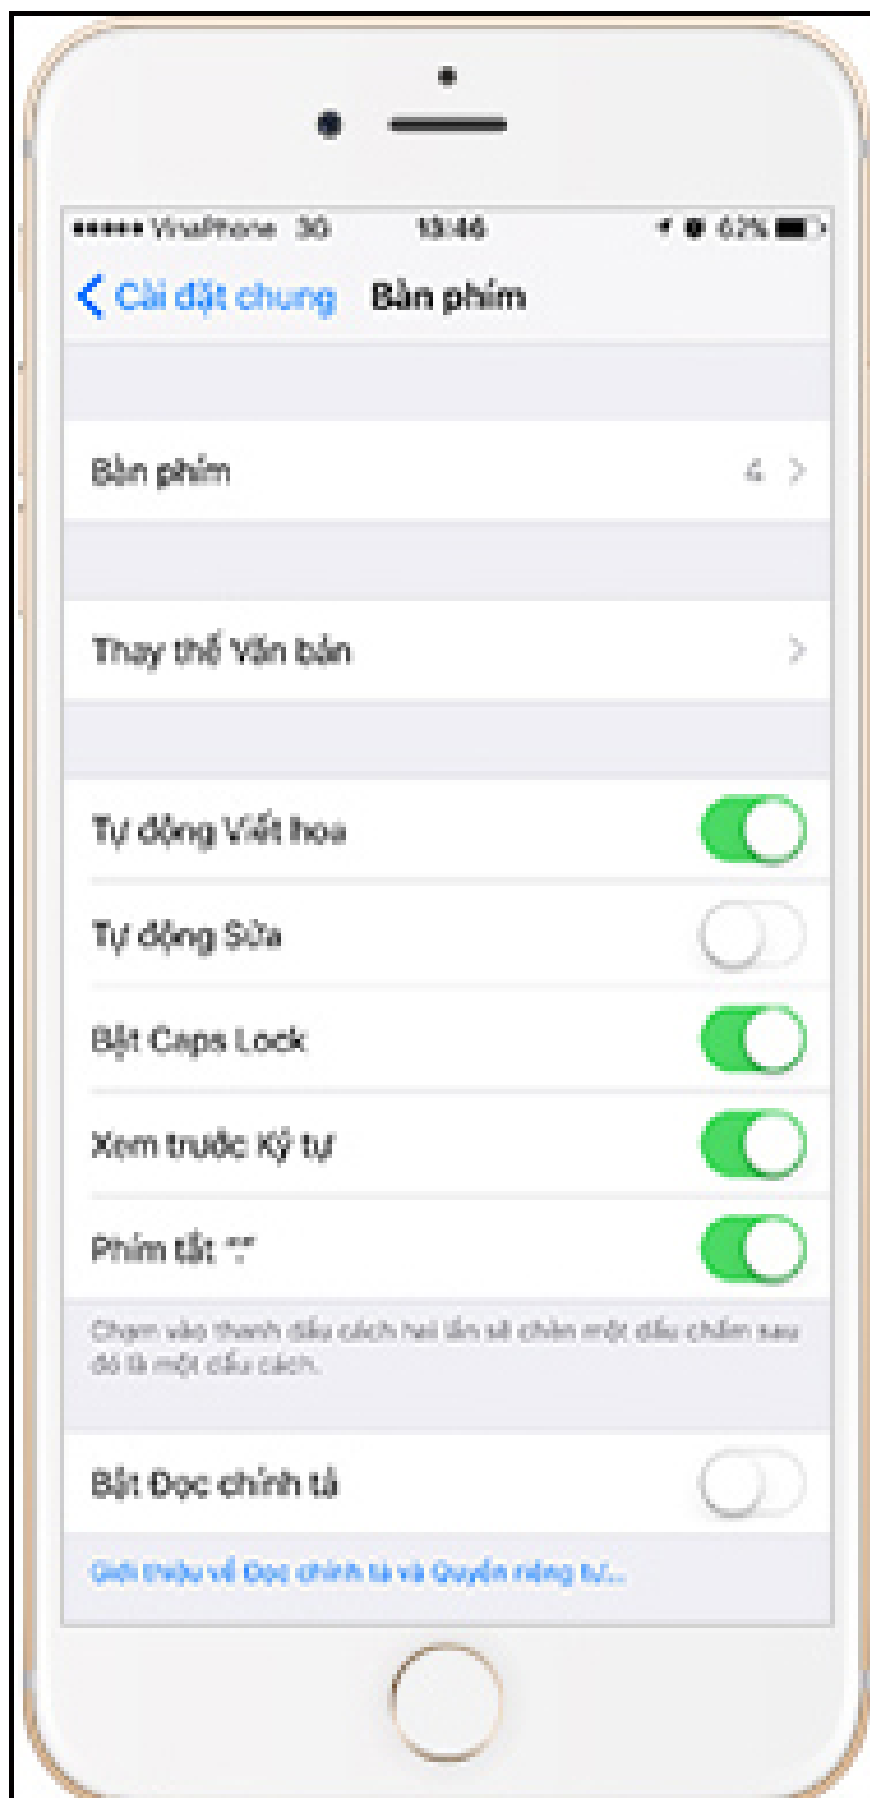 VinaPhone 3G 13:46 62%
Cài đặt chung Bàn phím
Bàn phím 4
Thay thế Văn bản
Tự động Viết hoa
Tự động Sửa
Bật Caps Lock
Xem trước Ký tự
Phím tắt "."
Chạm vào thanh dấu cách hai lần sẽ chèn một dấu chấm sau
đó là một dấu cách.
Bật Đọc chính tả
Giới thiệu về Đọc chính tả và Quyền riêng tư...